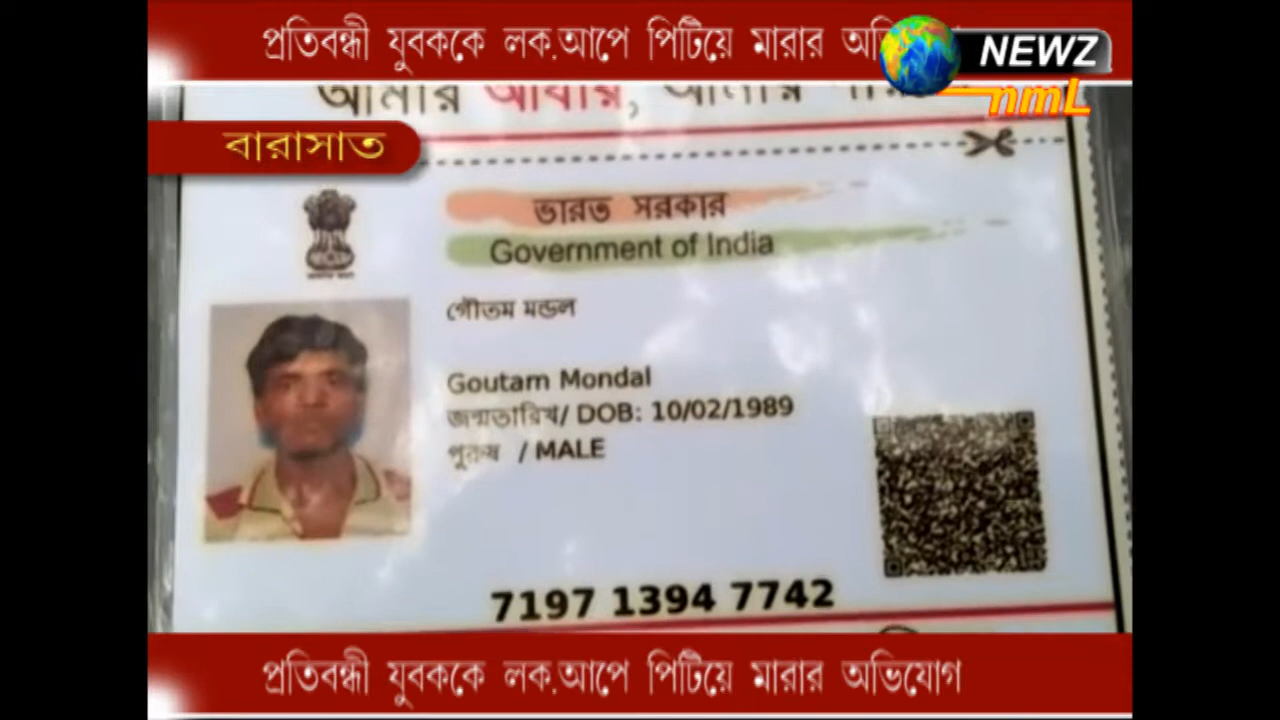 প্রতিবন্ধী যুবককে লক.আপে পিটিয়ে মারার
NEWZ
nmL
আমার আধার, আমার
বারাসাত
ভারত সরকার
Government of India
গৌতম মন্ডল
Goutam Mondal
জন্মতারিখ/ DOB: 10/02/1989
পুরুষ / MALE
7197 1394 7742
প্রতিবন্ধী যুবককে লক.আপে পিটিয়ে মারার অভিযোগ